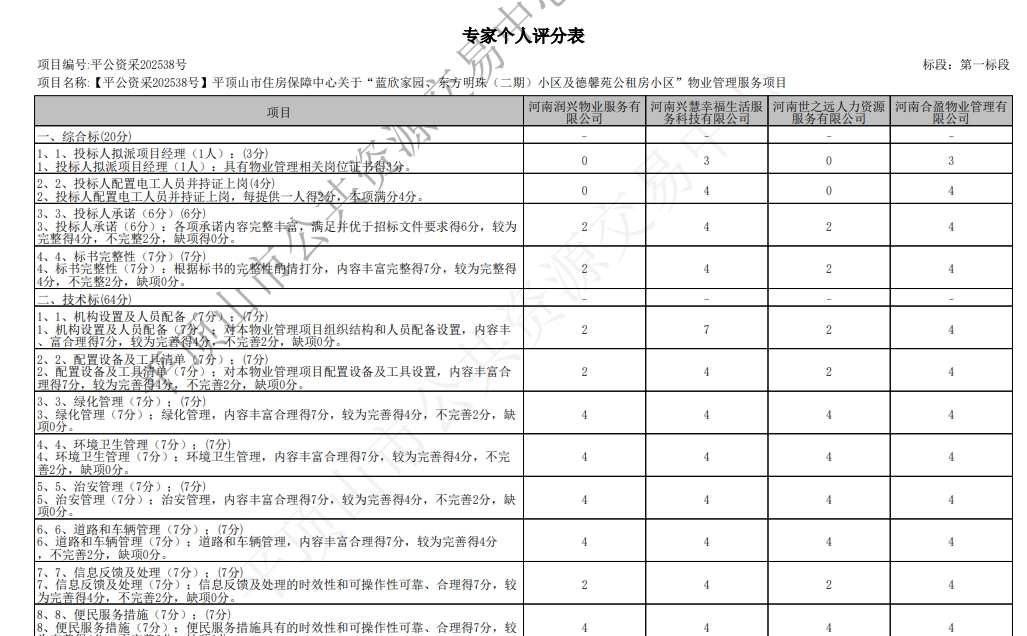 专家个人评分表
项目编号:平公资采202538号
标段: 第一标段
项目名称:【平公资采202538号】平顶山市住房保障中心关于“蓝欣家园、东方明珠（二期）小区及德馨苑公租房小区”物业管理服务项目
项目 河南润兴物业服务有限公司 河南兴慧幸福生活服务科技有限公司 河南世之远人力资源服务有限公司 河南合盈物业管理有限公司
一、综合标(20分) - - - -
1、1、投标人拟派项目经理（1人）：(3分)
1、投标人拟派项目经理（1人）：具有物业管理相关岗位证书得3分。 0 3 0 3
2、2、投标人配置电工人员并持证上岗(4分)
2、投标人配置电工人员并持证上岗，每提供一人得2分，本项满分4分。 0 4 0 4
3、3、投标人承诺（6分）(6分)
3、投标人承诺（6分）：各项承诺内容完整丰富，满足并优于招标文件要求得6分，较为
完整得4分，不完整2分，缺项得0分。 2 4 2 4
4、4、标书完整性（7分）(7分)
4、标书完整性（7分）：根据标书的完整性酌情打分，内容丰富完整得7分，较为完整得
4分，不完整2分，缺项0分。 2 4 2 4
二、技术标(64分) - - - -
1、1、机构设置及人员配备（7分）；(7分)
1、机构设置及人员配备（7分）；对本物业管理项目组织结构和人员配备设置，内容丰
、富合理得7分，较为完善得4分，不完善2分，缺项0分。 2 7 2 4
2、2、配置设备及工具清单（7分）；(7分)
2、配置设备及工具清单（7分）；对本物业管理项目配置设备及工具设置，内容丰富合
理得7分，较为完善得4分，不完善2分，缺项0分。 2 4 2 4
3、3、绿化管理（7分）；(7分)
3、绿化管理（7分）；绿化管理，内容丰富合理得7分，较为完善得4分，不完善2分，缺
项0分。 4 4 4 4
4、4、环境卫生管理（7分）；(7分)
4、环境卫生管理（7分）；环境卫生管理，内容丰富合理得7分，较为完善得4分，不完
善2分，缺项0分。 4 4 4 4
5、5、治安管理（7分）；(7分)
5、治安管理（7分）；治安管理，内容丰富合理得7分，较为完善得4分，不完善2分，缺
项0分。 4 4 4 4
6、6、道路和车辆管理（7分）；(7分)
6、道路和车辆管理（7分）；道路和车辆管理，内容丰富合理得7分，较为完善得4分
，不完善2分，缺项0分。 4 4 4 4
7、7、信息反馈及处理（7分）；(7分)
7、信息反馈及处理（7分）；信息反馈及处理的时效性和可操作性可靠、合理得7分，较
为完善得4分，不完善2分，缺项0分。 2 4 2 4
8、8、便民服务措施（7分）；(7分)
8、便民服务措施（7分）；便民服务措施具有的时效性和可操作性可靠、合理得7分，较 4 4 4 4
平顶山市公共资源交易中心
平顶山市公共资源交易中